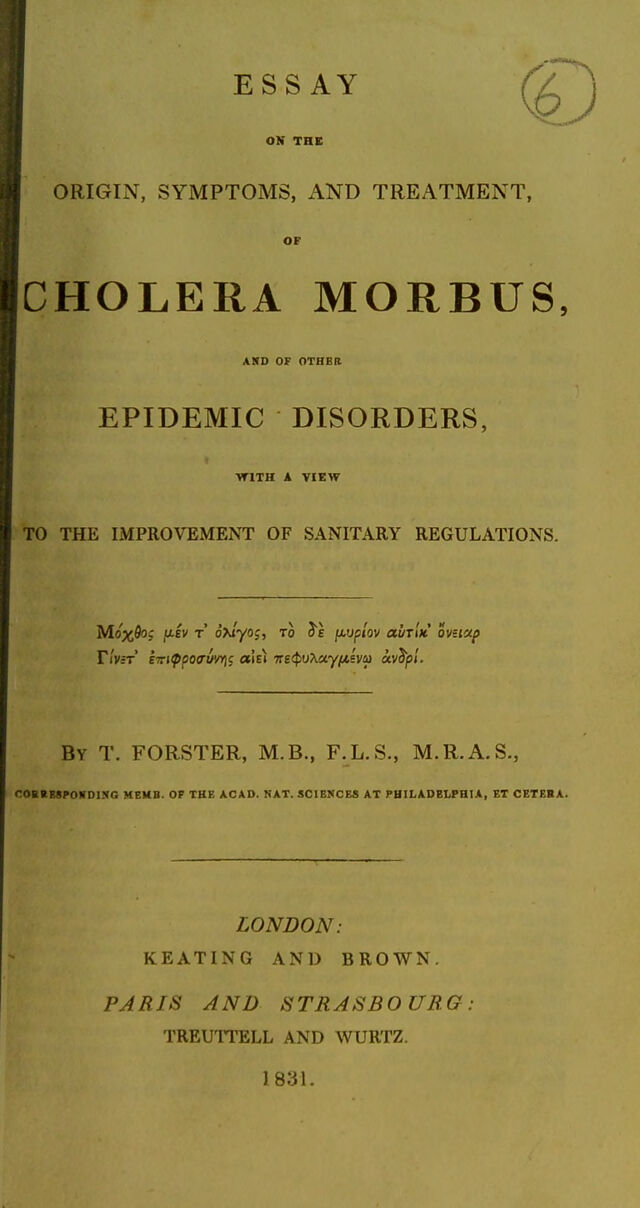 ESSAY
6
ON THE
ORIGIN, SYMPTOMS, AND TREATMENT,
OF
CHOLERA MORBUS,
AND OF OTHER
EPIDEMIC DISORDERS,
WITH A VIEW
TO THE IMPROVEMENT OF SANITARY REGULATIONS.
Μόχθος μέν τ' ὀλίγος, τὸ δὲ μυρίον αὐτίκ' ὄνειαρ
Γίνετ' ἐπιφροσύνης αἰεὶ πεφυλαγμένῳ ἀνδρί.
BY T. FORSTER, M.B., F.L.S., M.R.A.S.,
CORRESPONDING MEMB. OF THE ACAD. NAT. SCIENCES AT PHILADELPHIA, ET CETERA.
LONDON:
KEATING AND BROWN.
PARIS AND STRASBOURG:
TREUTTELL AND WURTZ.
1831.